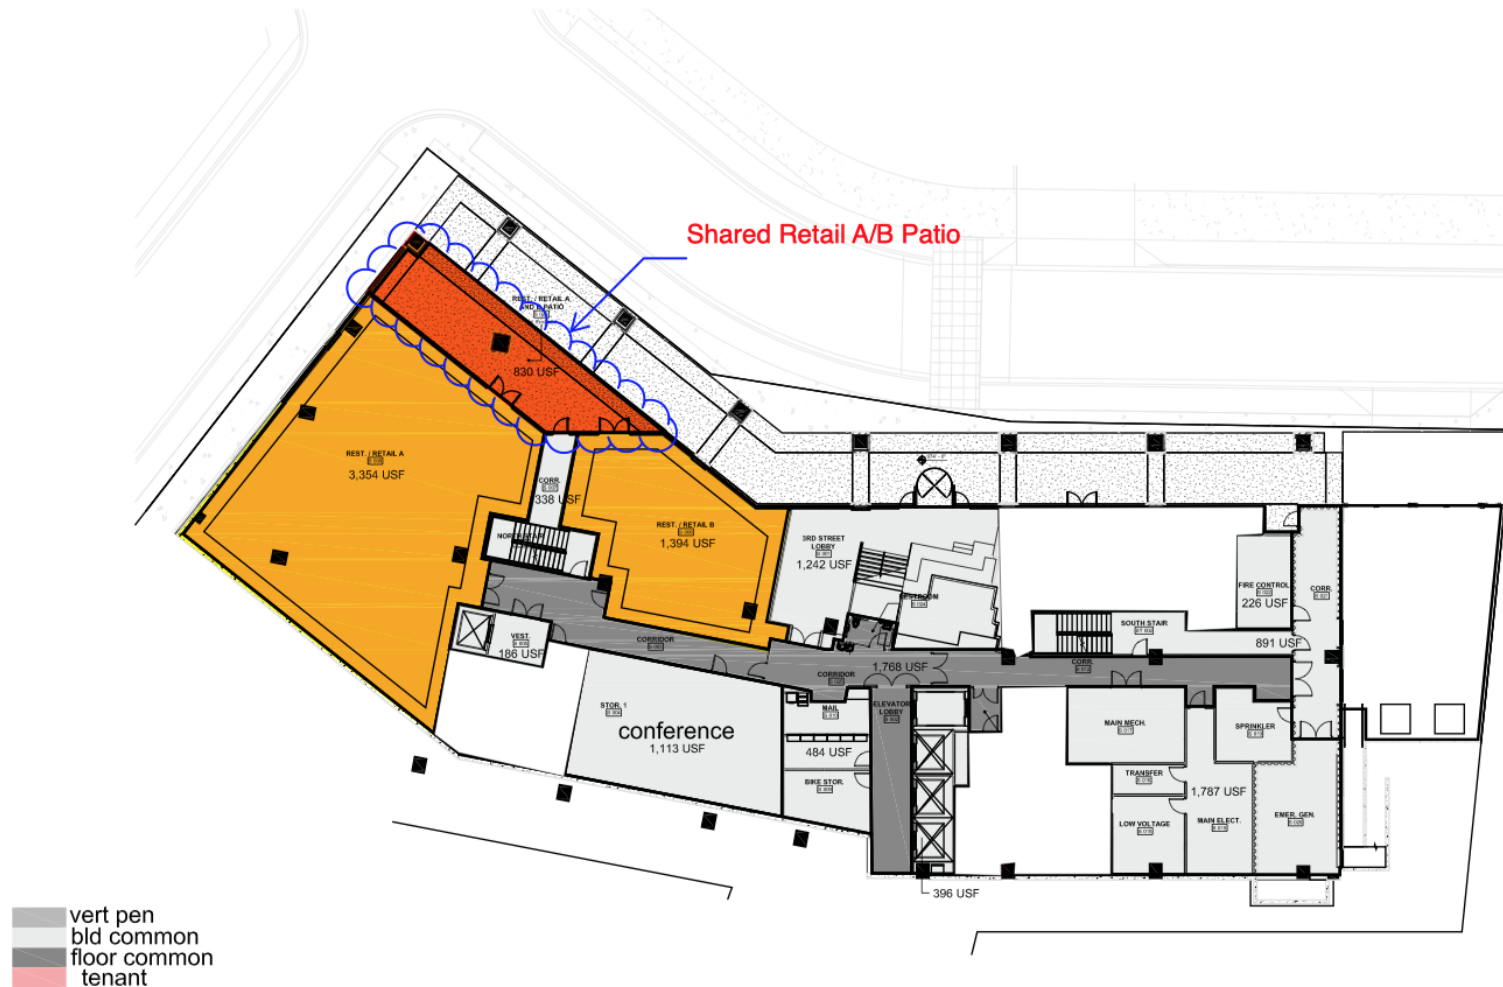 Shared Retail A/B Patio
REST. / RETAIL A
AND B PATIO
830 USF
REST. / RETAIL A
3,354 USF
CORR.
338 USF
NORTH STAIR
REST. / RETAIL B
1,394 USF
3RD STREET
LOBBY
1,242 USF
RESTROOM
FIRE CONTROL
226 USF
CORR.
SOUTH STAIR
891 USF
VEST.
186 USF
CORRIDOR
CORRIDOR
1,768 USF
CORR.
STOR. 1
conference
1,113 USF
MAIL
484 USF
BIKE STOR.
ELEVATOR
LOBBY
MAIN MECH.
SPRINKLER
TRANSFER
1,787 USF
LOW VOLTAGE
MAIN ELECT.
EMER. GEN.
396 USF
vert pen
bld common
floor common
tenant